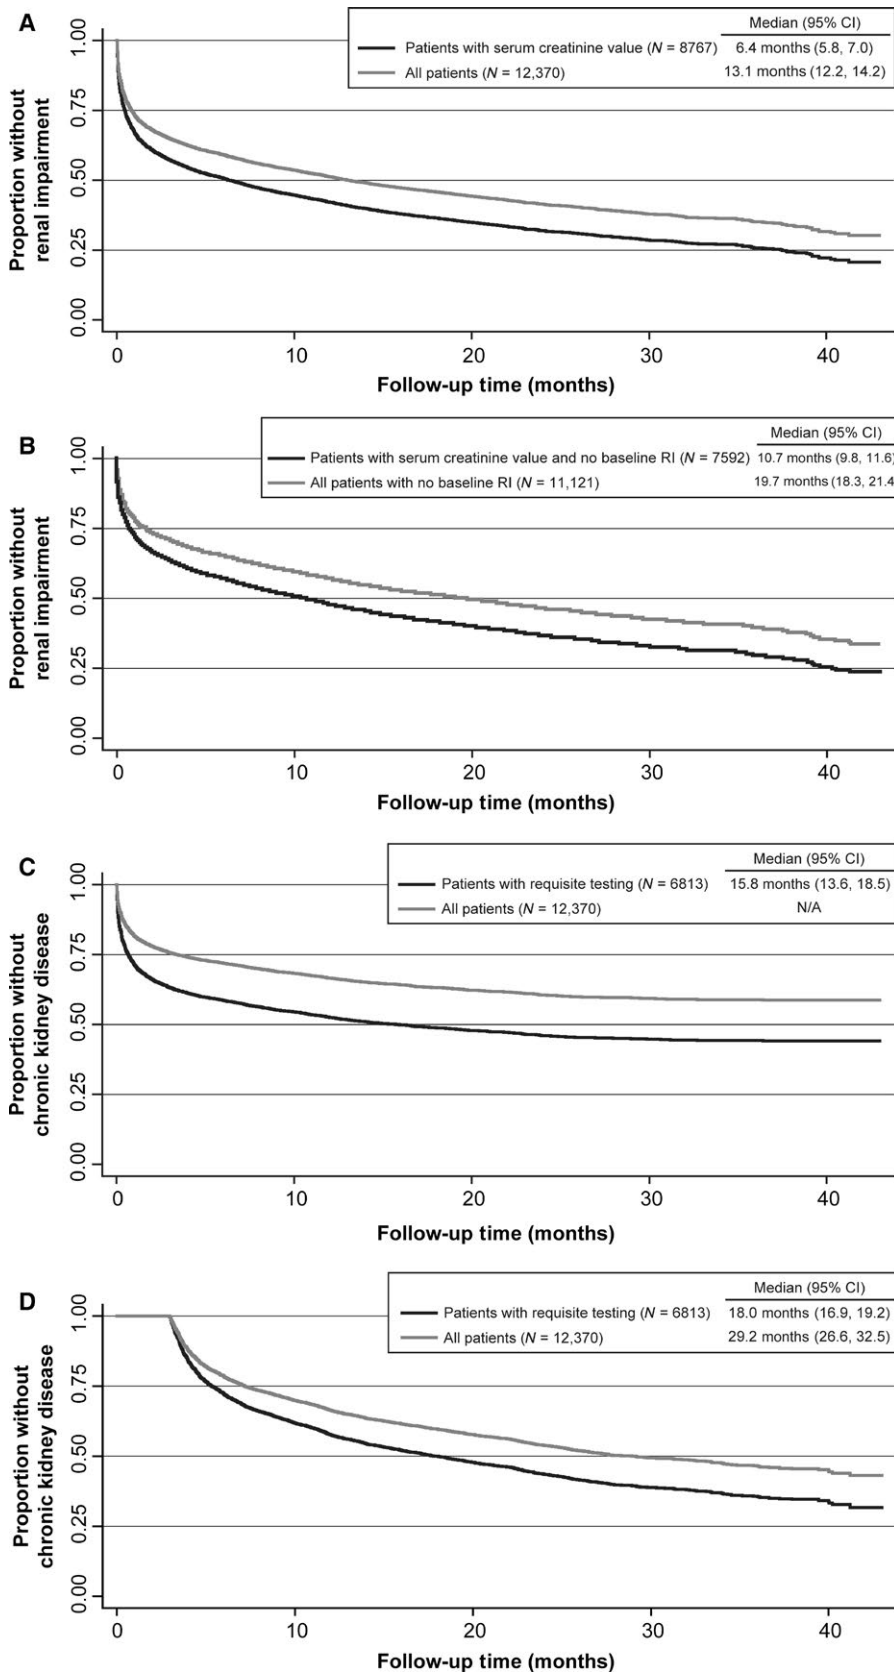 A
Median (95% CI)
Patients with serum creatinine value (N = 8767) 6.4 months (5.8, 7.0)
All patients (N = 12,370) 13.1 months (12.2, 14.2)
Proportion without
renal impairment
1.00
0.75
0.50
0.25
0.00
0 10 20 30 40
Follow-up time (months)
B
Median (95% CI)
Patients with serum creatinine value and no baseline RI (N = 7592) 10.7 months (9.8, 11.6)
All patients with no baseline RI (N = 11,121) 19.7 months (18.3, 21.4
Proportion without
renal impairment
1.00
0.75
0.50
0.25
0.00
0 10 20 30 40
Follow-up time (months)
C
Median (95% CI)
Patients with requisite testing (N = 6813) 15.8 months (13.6, 18.5)
All patients (N = 12,370) N/A
Proportion without
chronic kidney disease
1.00
0.75
0.50
0.25
0.00
0 10 20 30 40
Follow-up time (months)
D
Median (95% CI)
Patients with requisite testing (N = 6813) 18.0 months (16.9, 19.2)
All patients (N = 12,370) 29.2 months (26.6, 32.5)
Proportion without
chronic kidney disease
1.00
0.75
0.50
0.25
0.00
0 10 20 30 40
Follow-up time (months)